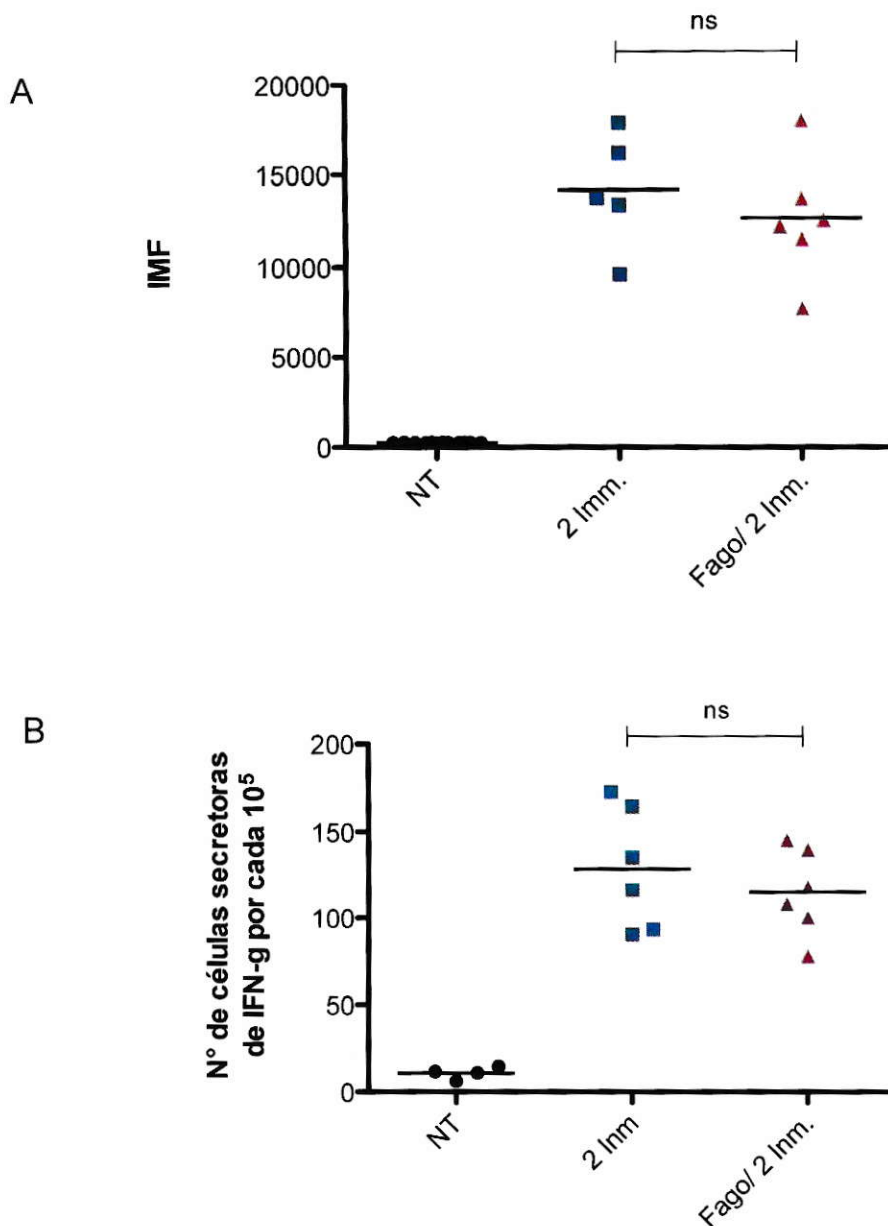 A
ns
20000
15000
10000
5000
0
IMF
NT
2 Imm.
Fago/ 2 Inm.
B
ns
200
150
100
50
0
N° de células secretoras
de IFN-g por cada 10⁵
NT
2 Inm
Fago/ 2 Inm.